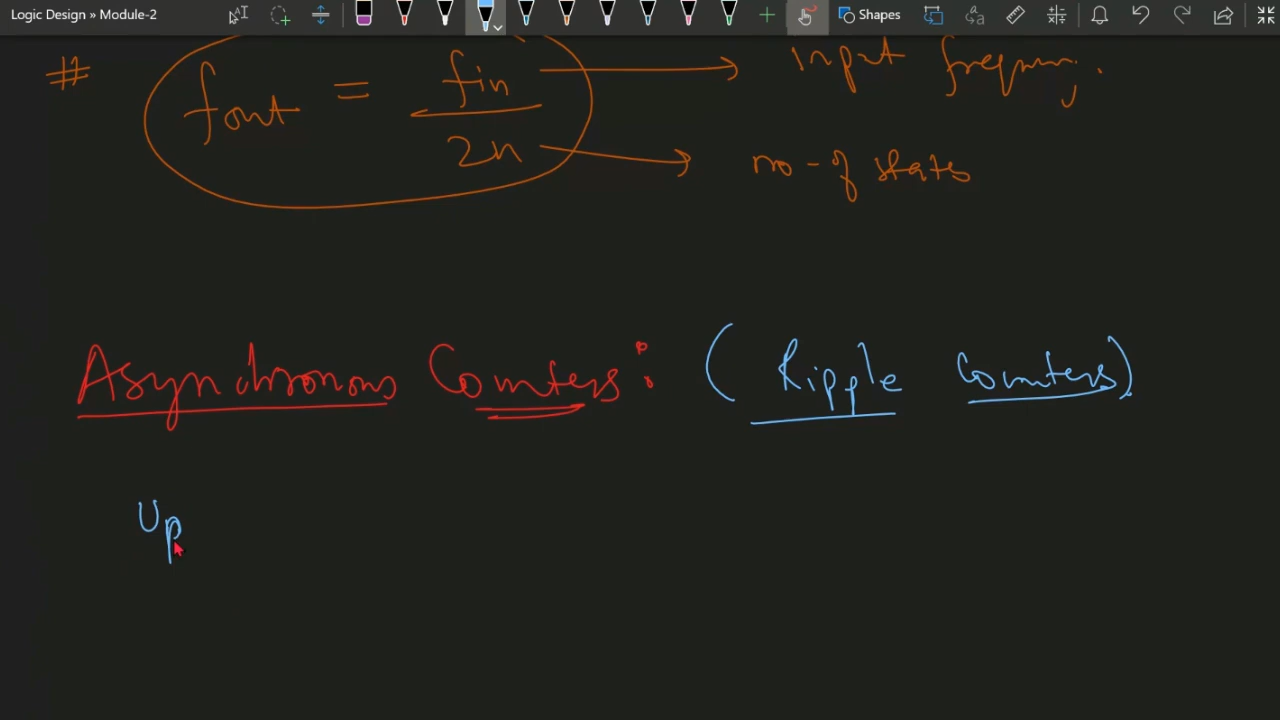 Logic Design » Module-2
Shapes
# fout = fin / 2n
input frequency.
no-of states
Asynchronous Counters: (Ripple Counters)
Up